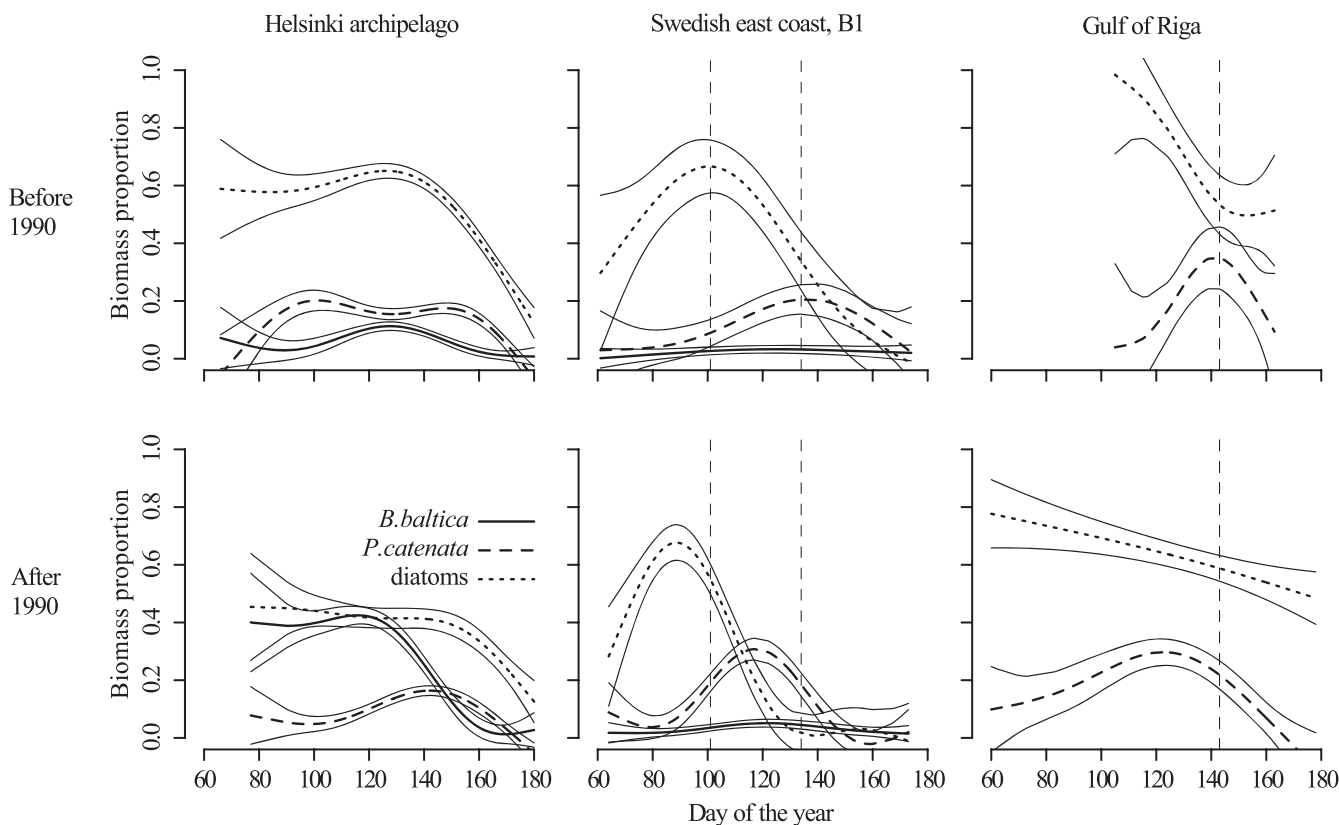 Helsinki archipelago
Swedish east coast, B1
Gulf of Riga
Before
1990
Biomass proportion
1.0
0.8
0.6
0.4
0.2
0.0
After
1990
Biomass proportion
1.0
0.8
0.6
0.4
0.2
0.0
B.baltica
P.catenata
diatoms
60 80 100 120 140 160 180
60 80 100 120 140 160 180
60 80 100 120 140 160 180
Day of the year